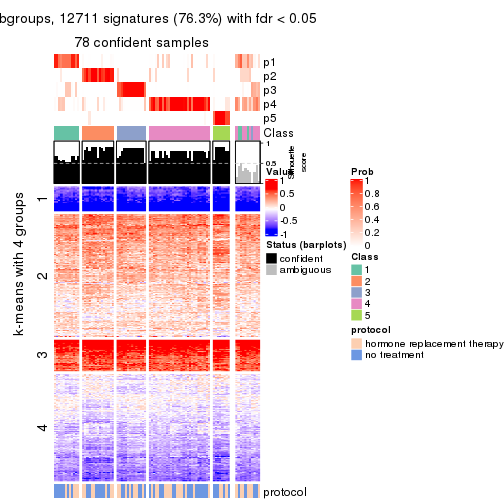 bgroups, 12711 signatures (76.3%) with fdr < 0.05
78 confident samples
p1
p2
p3
p4
p5
Class
1
0.5
0
Silhouette
score
k-means with 4 groups
1
2
3
4
protocol
Value
1
0.5
0
-0.5
-1
Status (barplots)
confident
ambiguous
Prob
1
0.8
0.6
0.4
0.2
0
Class
1
2
3
4
5
protocol
hormone replacement therapy
no treatment